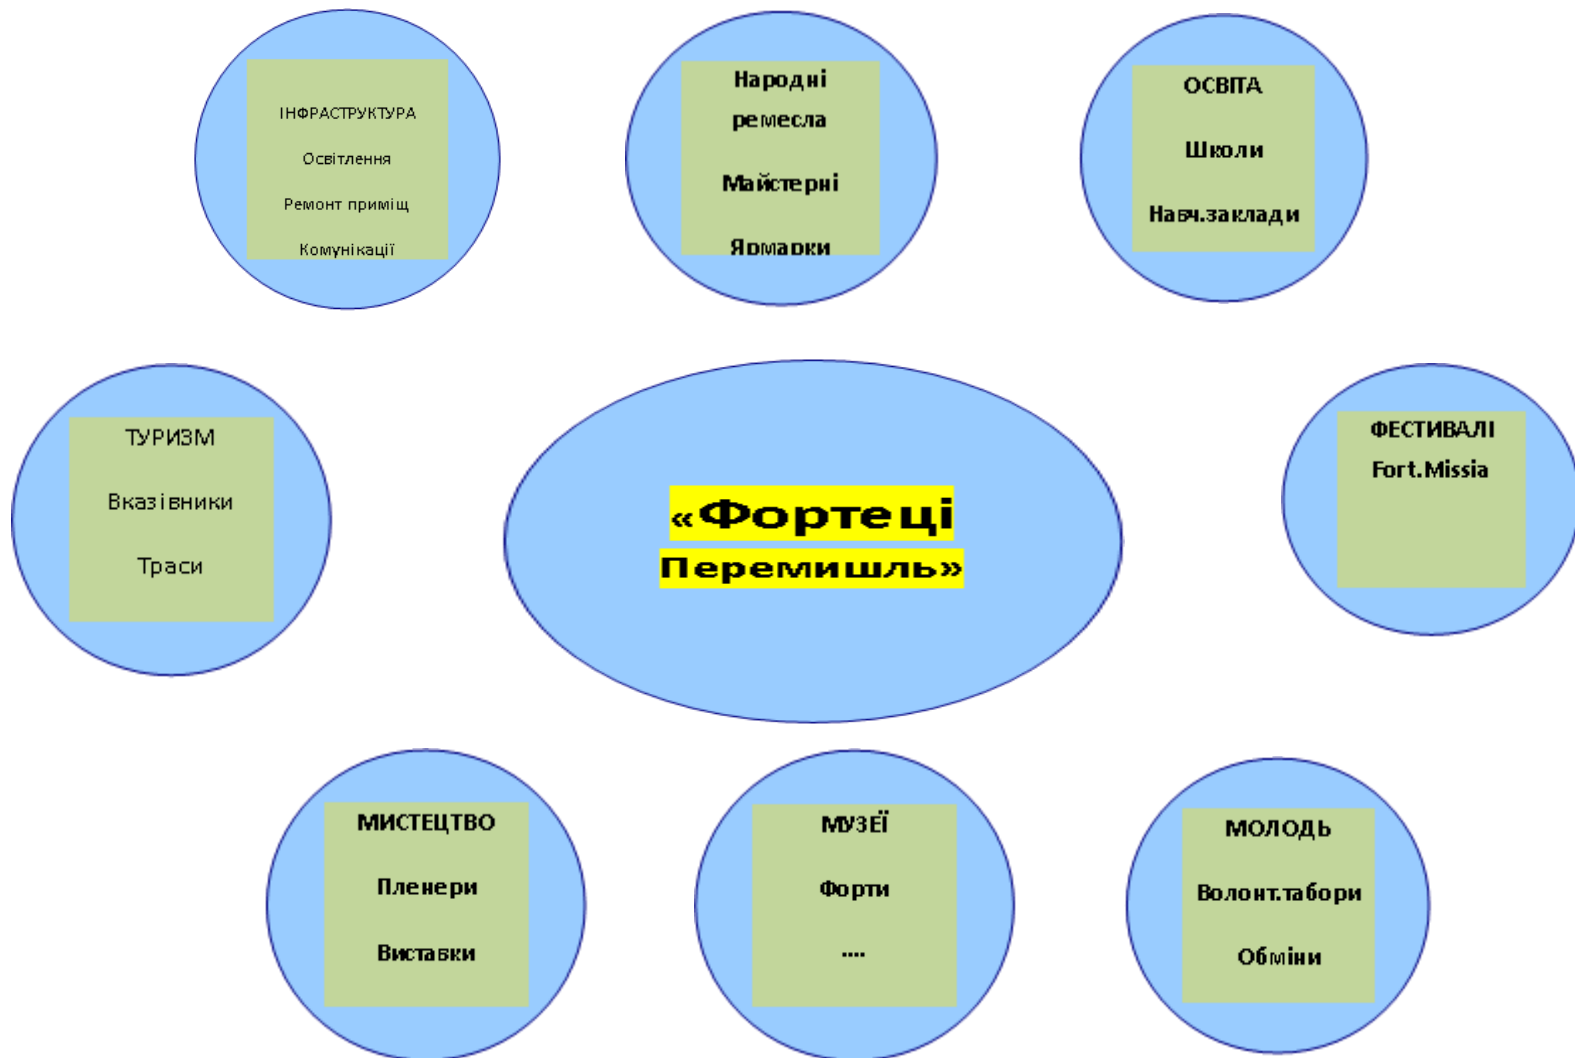 ІНФРАСТРУКТУРА
Освітлення
Ремонт приміщ
Комунікації
Народні
ремесла
Майстерні
Ярмарки
ОСВІТА
Школи
Навч.заклади
ТУРИЗМ
Вказівники
Траси
«Фортеці
Перемишль»
ФЕСТИВАЛІ
Fort.Missia
МИСТЕЦТВО
Пленери
Виставки
МУЗЕЇ
Форти
....
МОЛОДЬ
Волонт.табори
Обміни